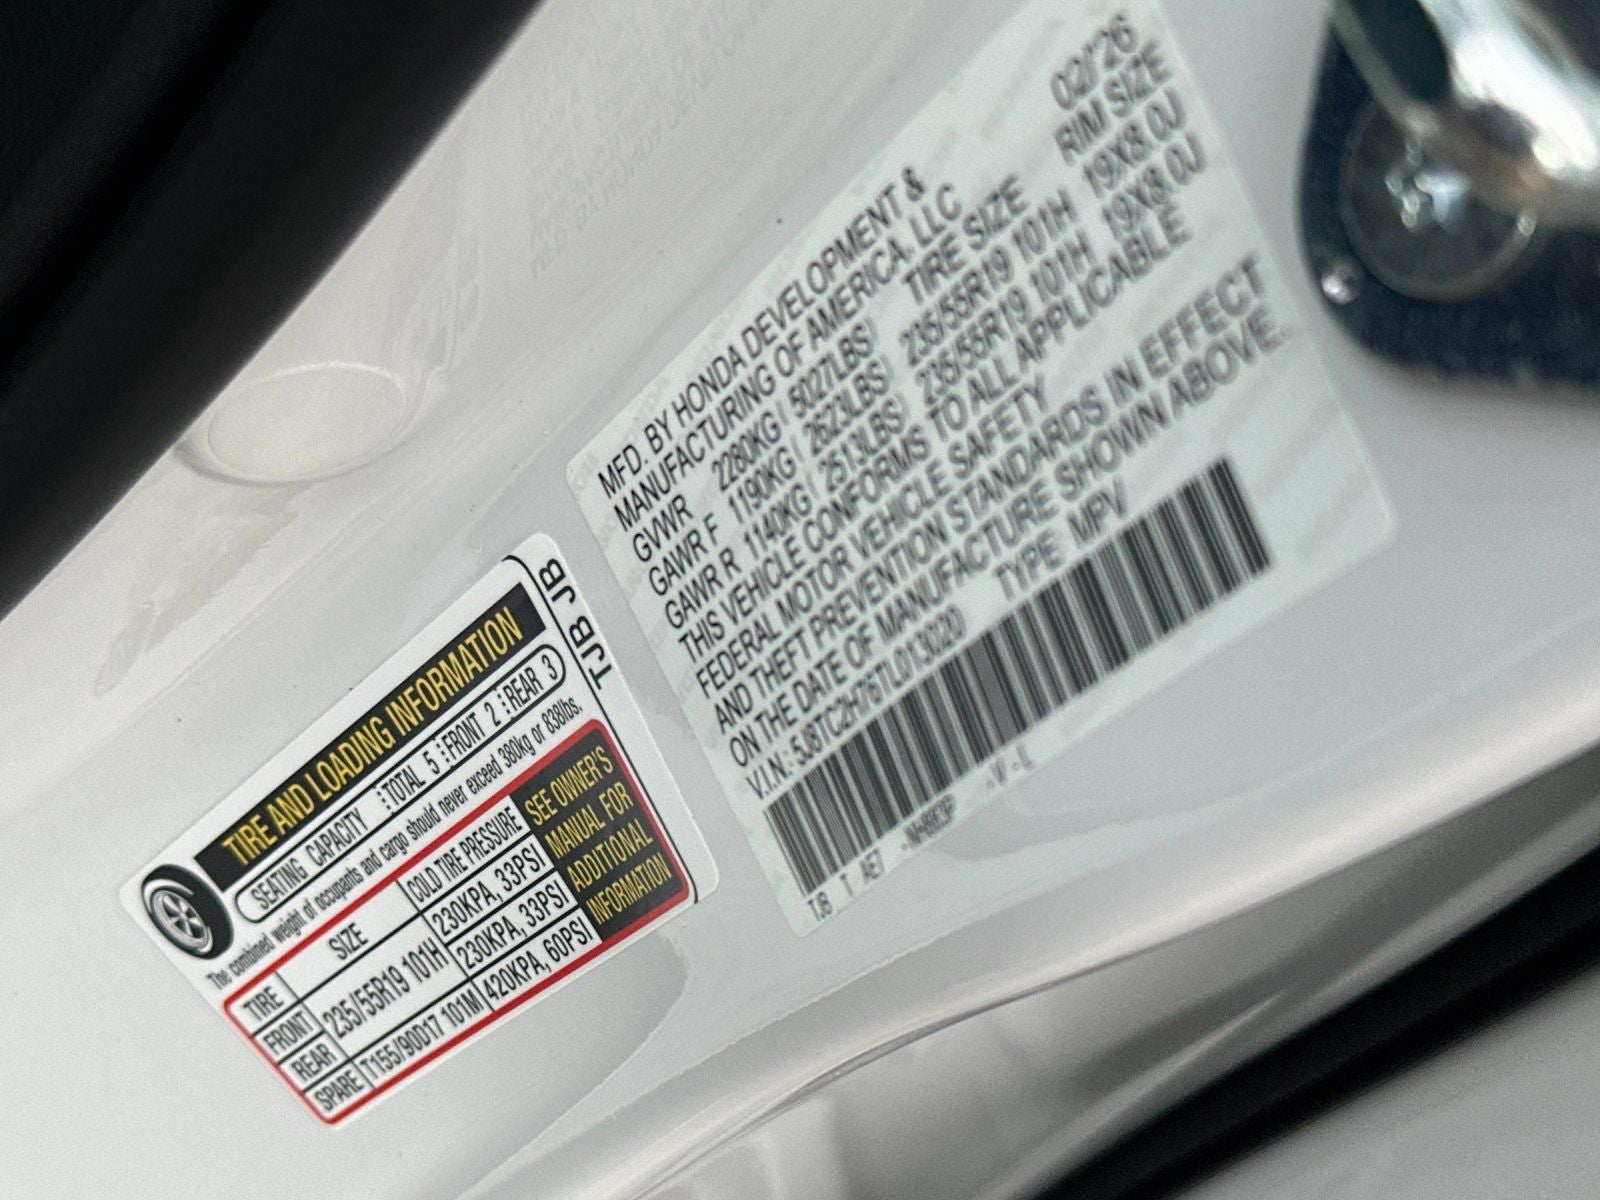 TIRE AND LOADING INFORMATION
SEATING CAPACITY TOTAL 5 FRONT 2 REAR 3
The combined weight of occupants and cargo should never exceed 380kg or 838lbs.
TIRE SIZE COLD TIRE PRESSURE
FRONT 235/55R19 101H 230KPA, 33PSI
REAR 230KPA, 33PSI
SPARE T155/90D17 101M 420KPA, 60PSI
SEE OWNER'S
MANUAL FOR
ADDITIONAL
INFORMATION
TJB JB
MFD. BY HONDA DEVELOPMENT & 02/'26
MANUFACTURING OF AMERICA, LLC
TIRE SIZE RIM SIZE
GVWR 2280KG( 5027LBS)
GAWR F 1190KG( 2623LBS) 235/55R19 101H 19X8.0J
GAWR R 1140KG( 2513LBS) 235/55R19 101H 19X8.0J
THIS VEHICLE CONFORMS TO ALL APPLICABLE
FEDERAL MOTOR VEHICLE SAFETY
AND THEFT PREVENTION STANDARDS IN EFFECT
ON THE DATE OF MANUFACTURE SHOWN ABOVE.
V.I.N.: 5J8TC2H76TL013020 TYPE MPV
TJB T AE7 -NH883P -V-L